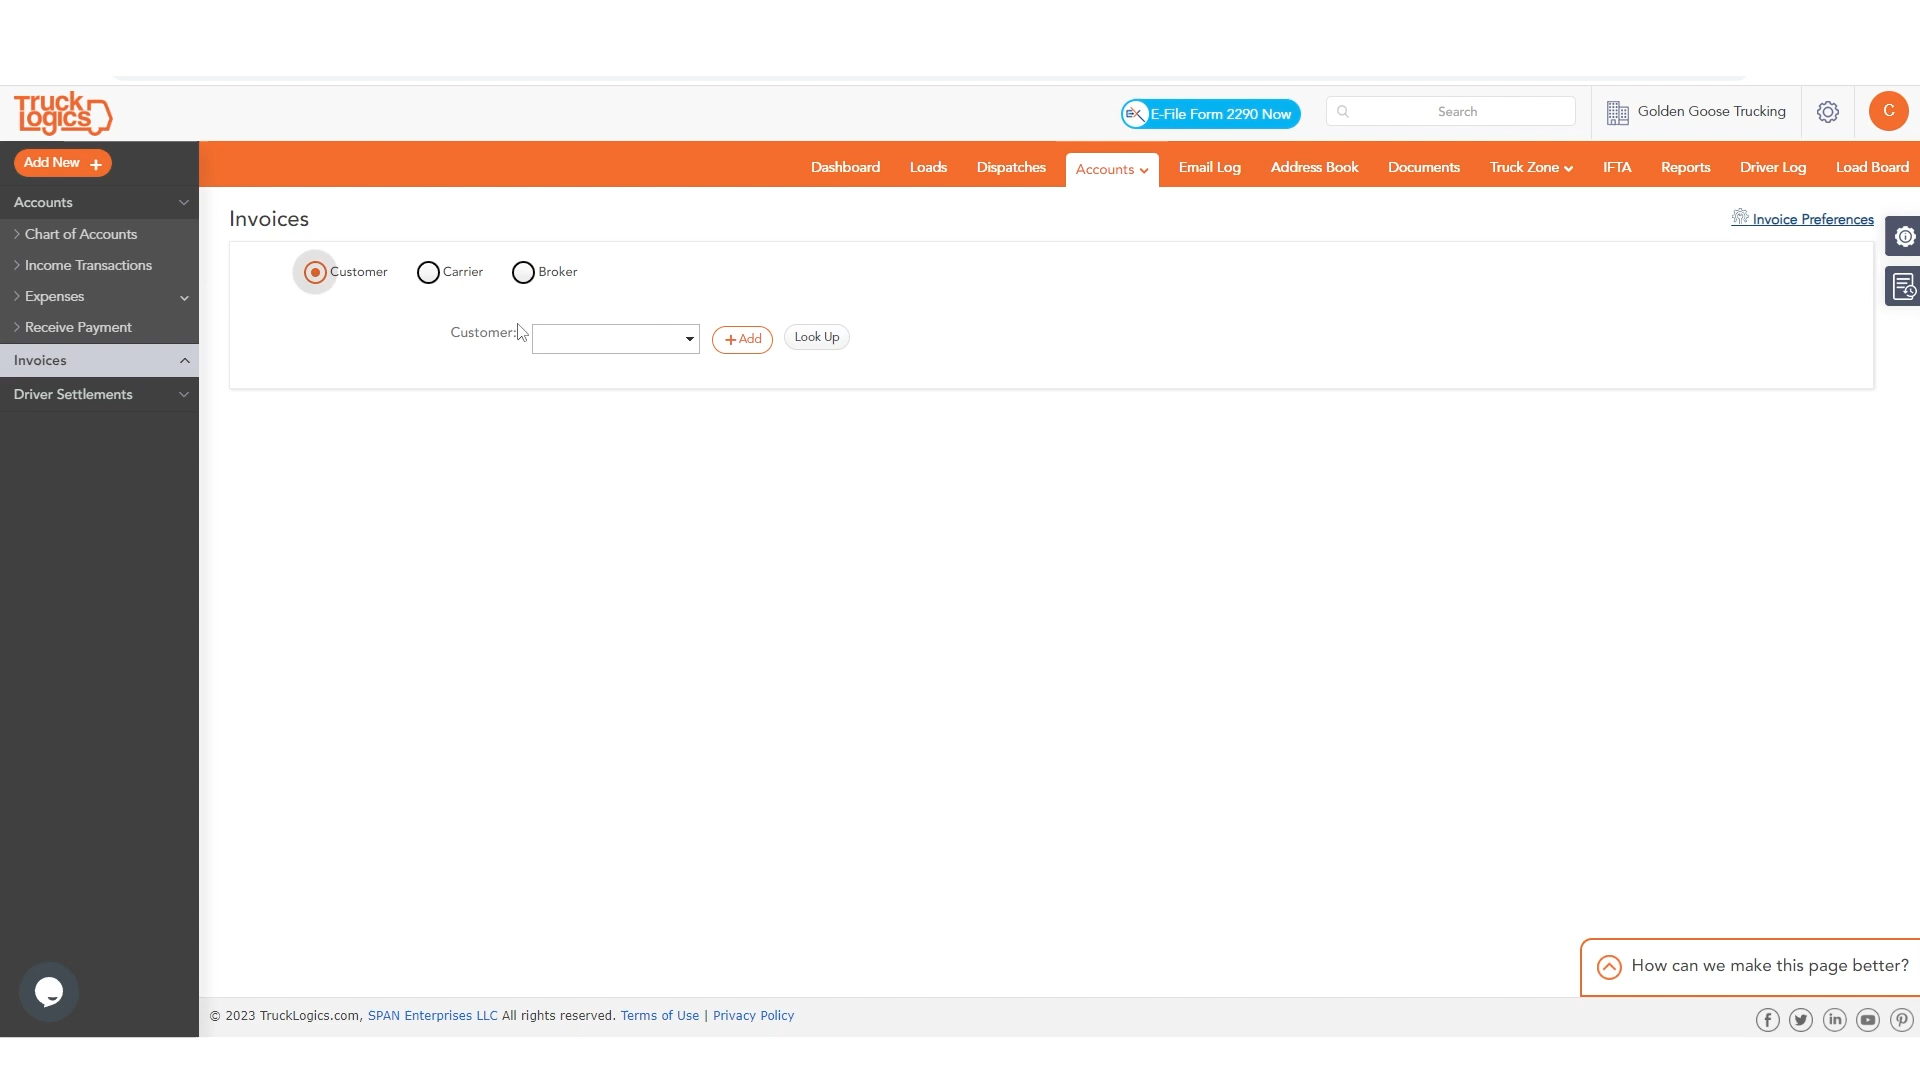 Truck
Logics
E-File Form 2290 Now
Search
Golden Goose Trucking
C
Add New +
Dashboard
Loads
Dispatches
Accounts
Email Log
Address Book
Documents
Truck Zone
IFTA
Reports
Driver Log
Load Board
Accounts
Chart of Accounts
Income Transactions
Expenses
Receive Payment
Invoices
Driver Settlements
Invoices
Invoice Preferences
Customer
Carrier
Broker
Customer:
+ Add
Look Up
How can we make this page better?
© 2023 TruckLogics.com, SPAN Enterprises LLC All rights reserved. Terms of Use | Privacy Policy